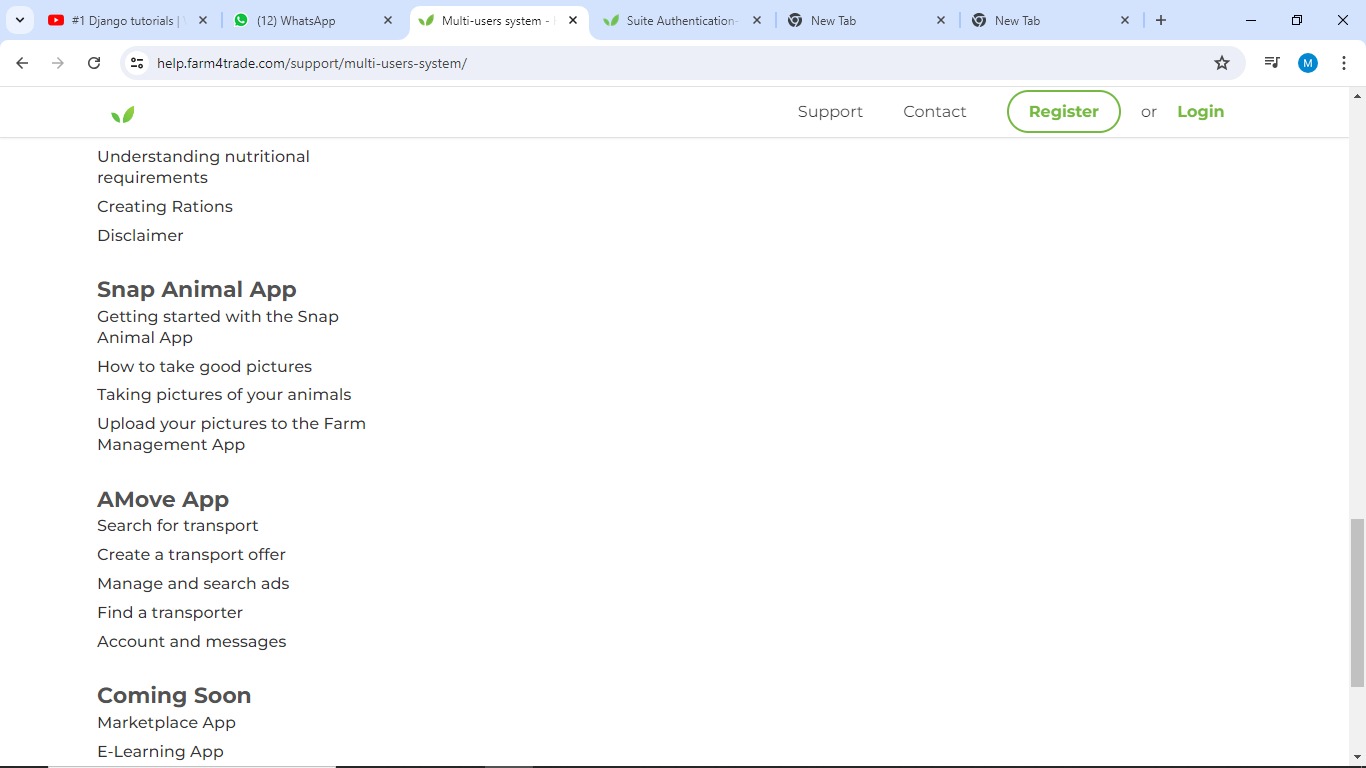 #1 Django tutorials |
(12) WhatsApp
Multi-users system -
Suite Authentication-
New Tab
New Tab
help.farm4trade.com/support/multi-users-system/
M
Support
Contact
Register
or
Login
Understanding nutritional
requirements
Creating Rations
Disclaimer
Snap Animal App
Getting started with the Snap
Animal App
How to take good pictures
Taking pictures of your animals
Upload your pictures to the Farm
Management App
AMove App
Search for transport
Create a transport offer
Manage and search ads
Find a transporter
Account and messages
Coming Soon
Marketplace App
E-Learning App